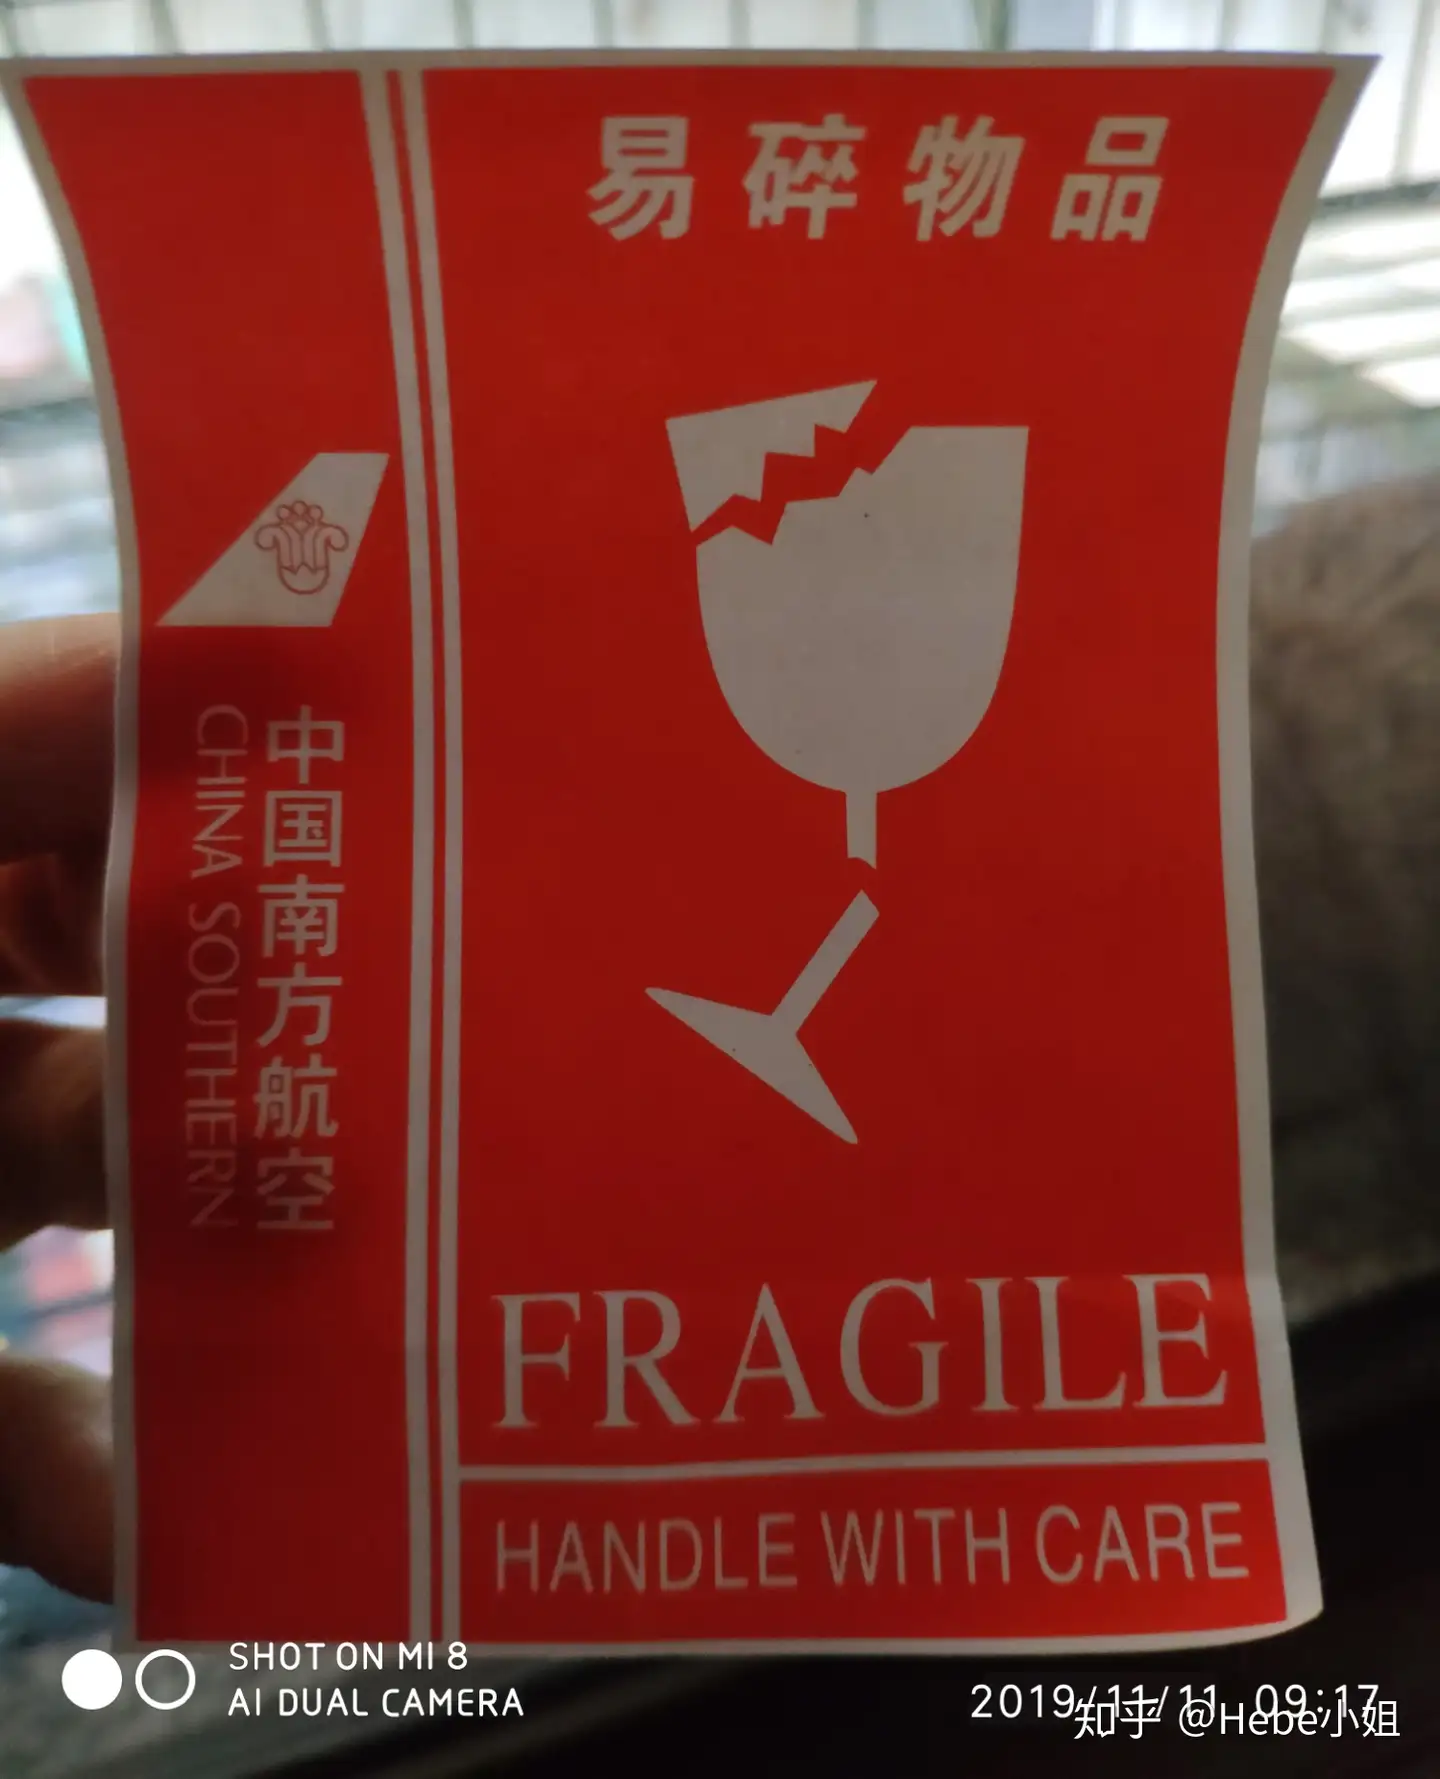 易碎物品
中国南方航空
CHINA SOUTHERN
FRAGILE
HANDLE WITH CARE
SHOT ON MI 8
AI DUAL CAMERA
2019/11/11 09:17
知乎 @Hebe小姐